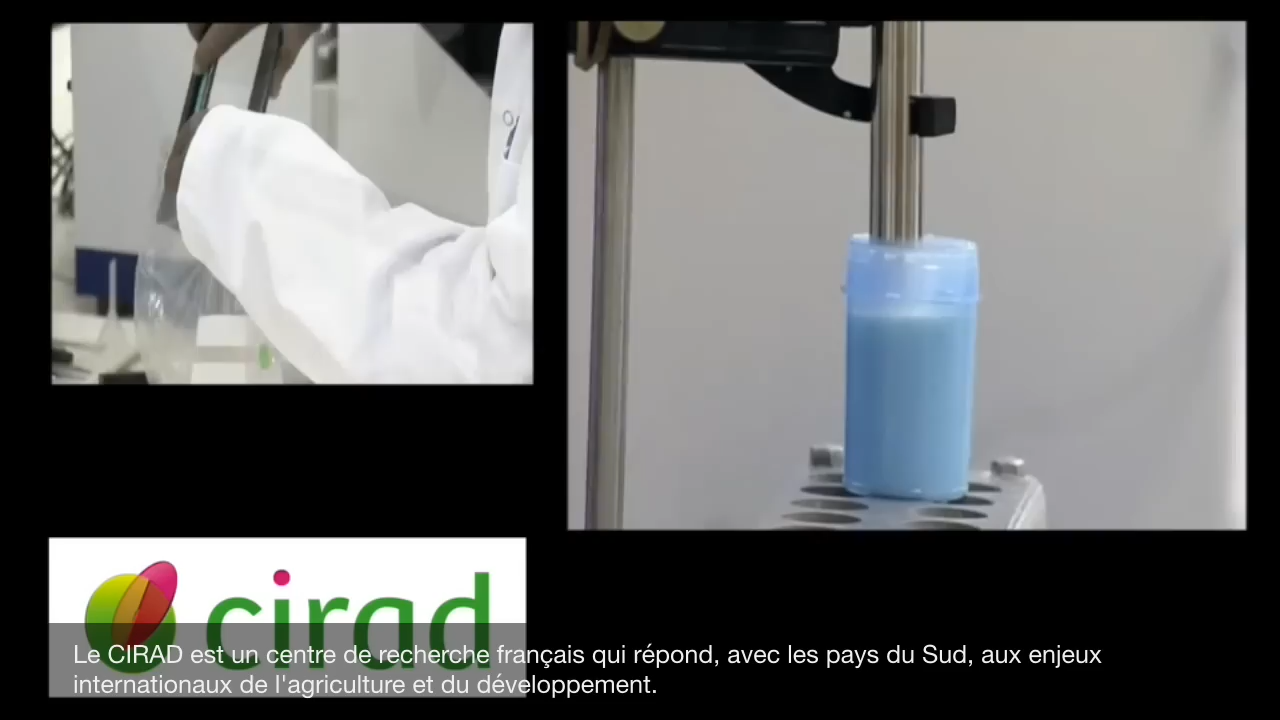 cirad
Le CIRAD est un centre de recherche français qui répond, avec les pays du Sud, aux enjeux
internationaux de l'agriculture et du développement.